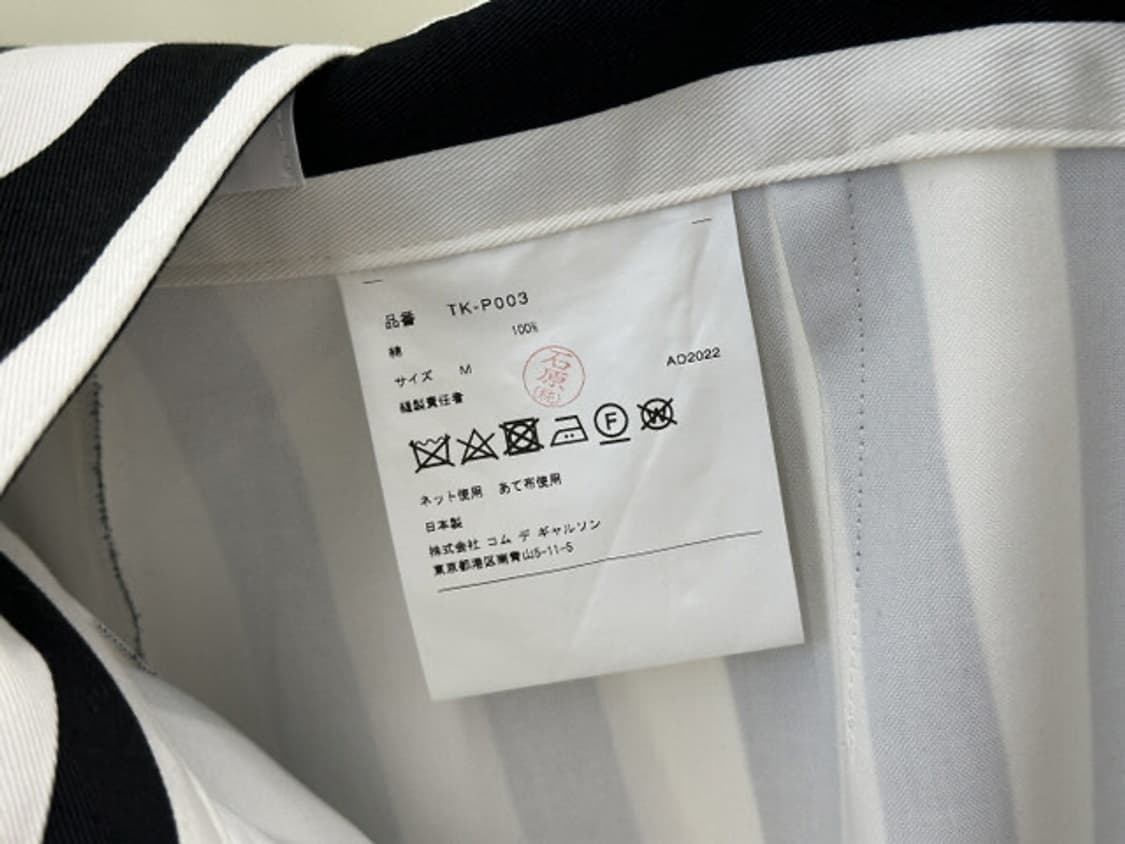 品番 TK-P003
綿 100%
サイズ M
石原
(株)
AD2022
縫製責任者
F
W
ネット使用 あて布使用
日本製
株式会社 コム デ ギャルソン
東京都港区南青山5-11-5